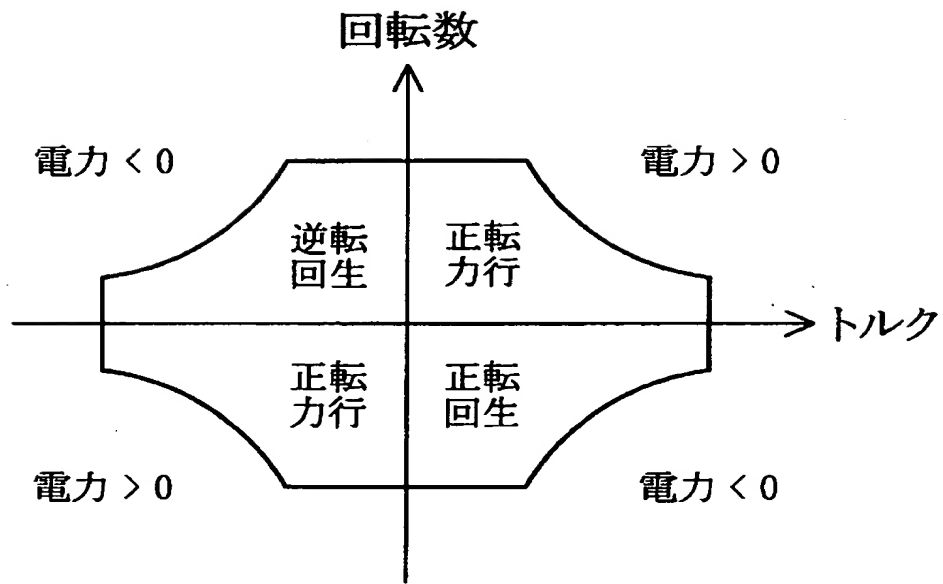 回転数
電力 < 0
電力 > 0
逆転
回生
正転
力行
トルク
正転
力行
正転
回生
電力 > 0
電力 < 0